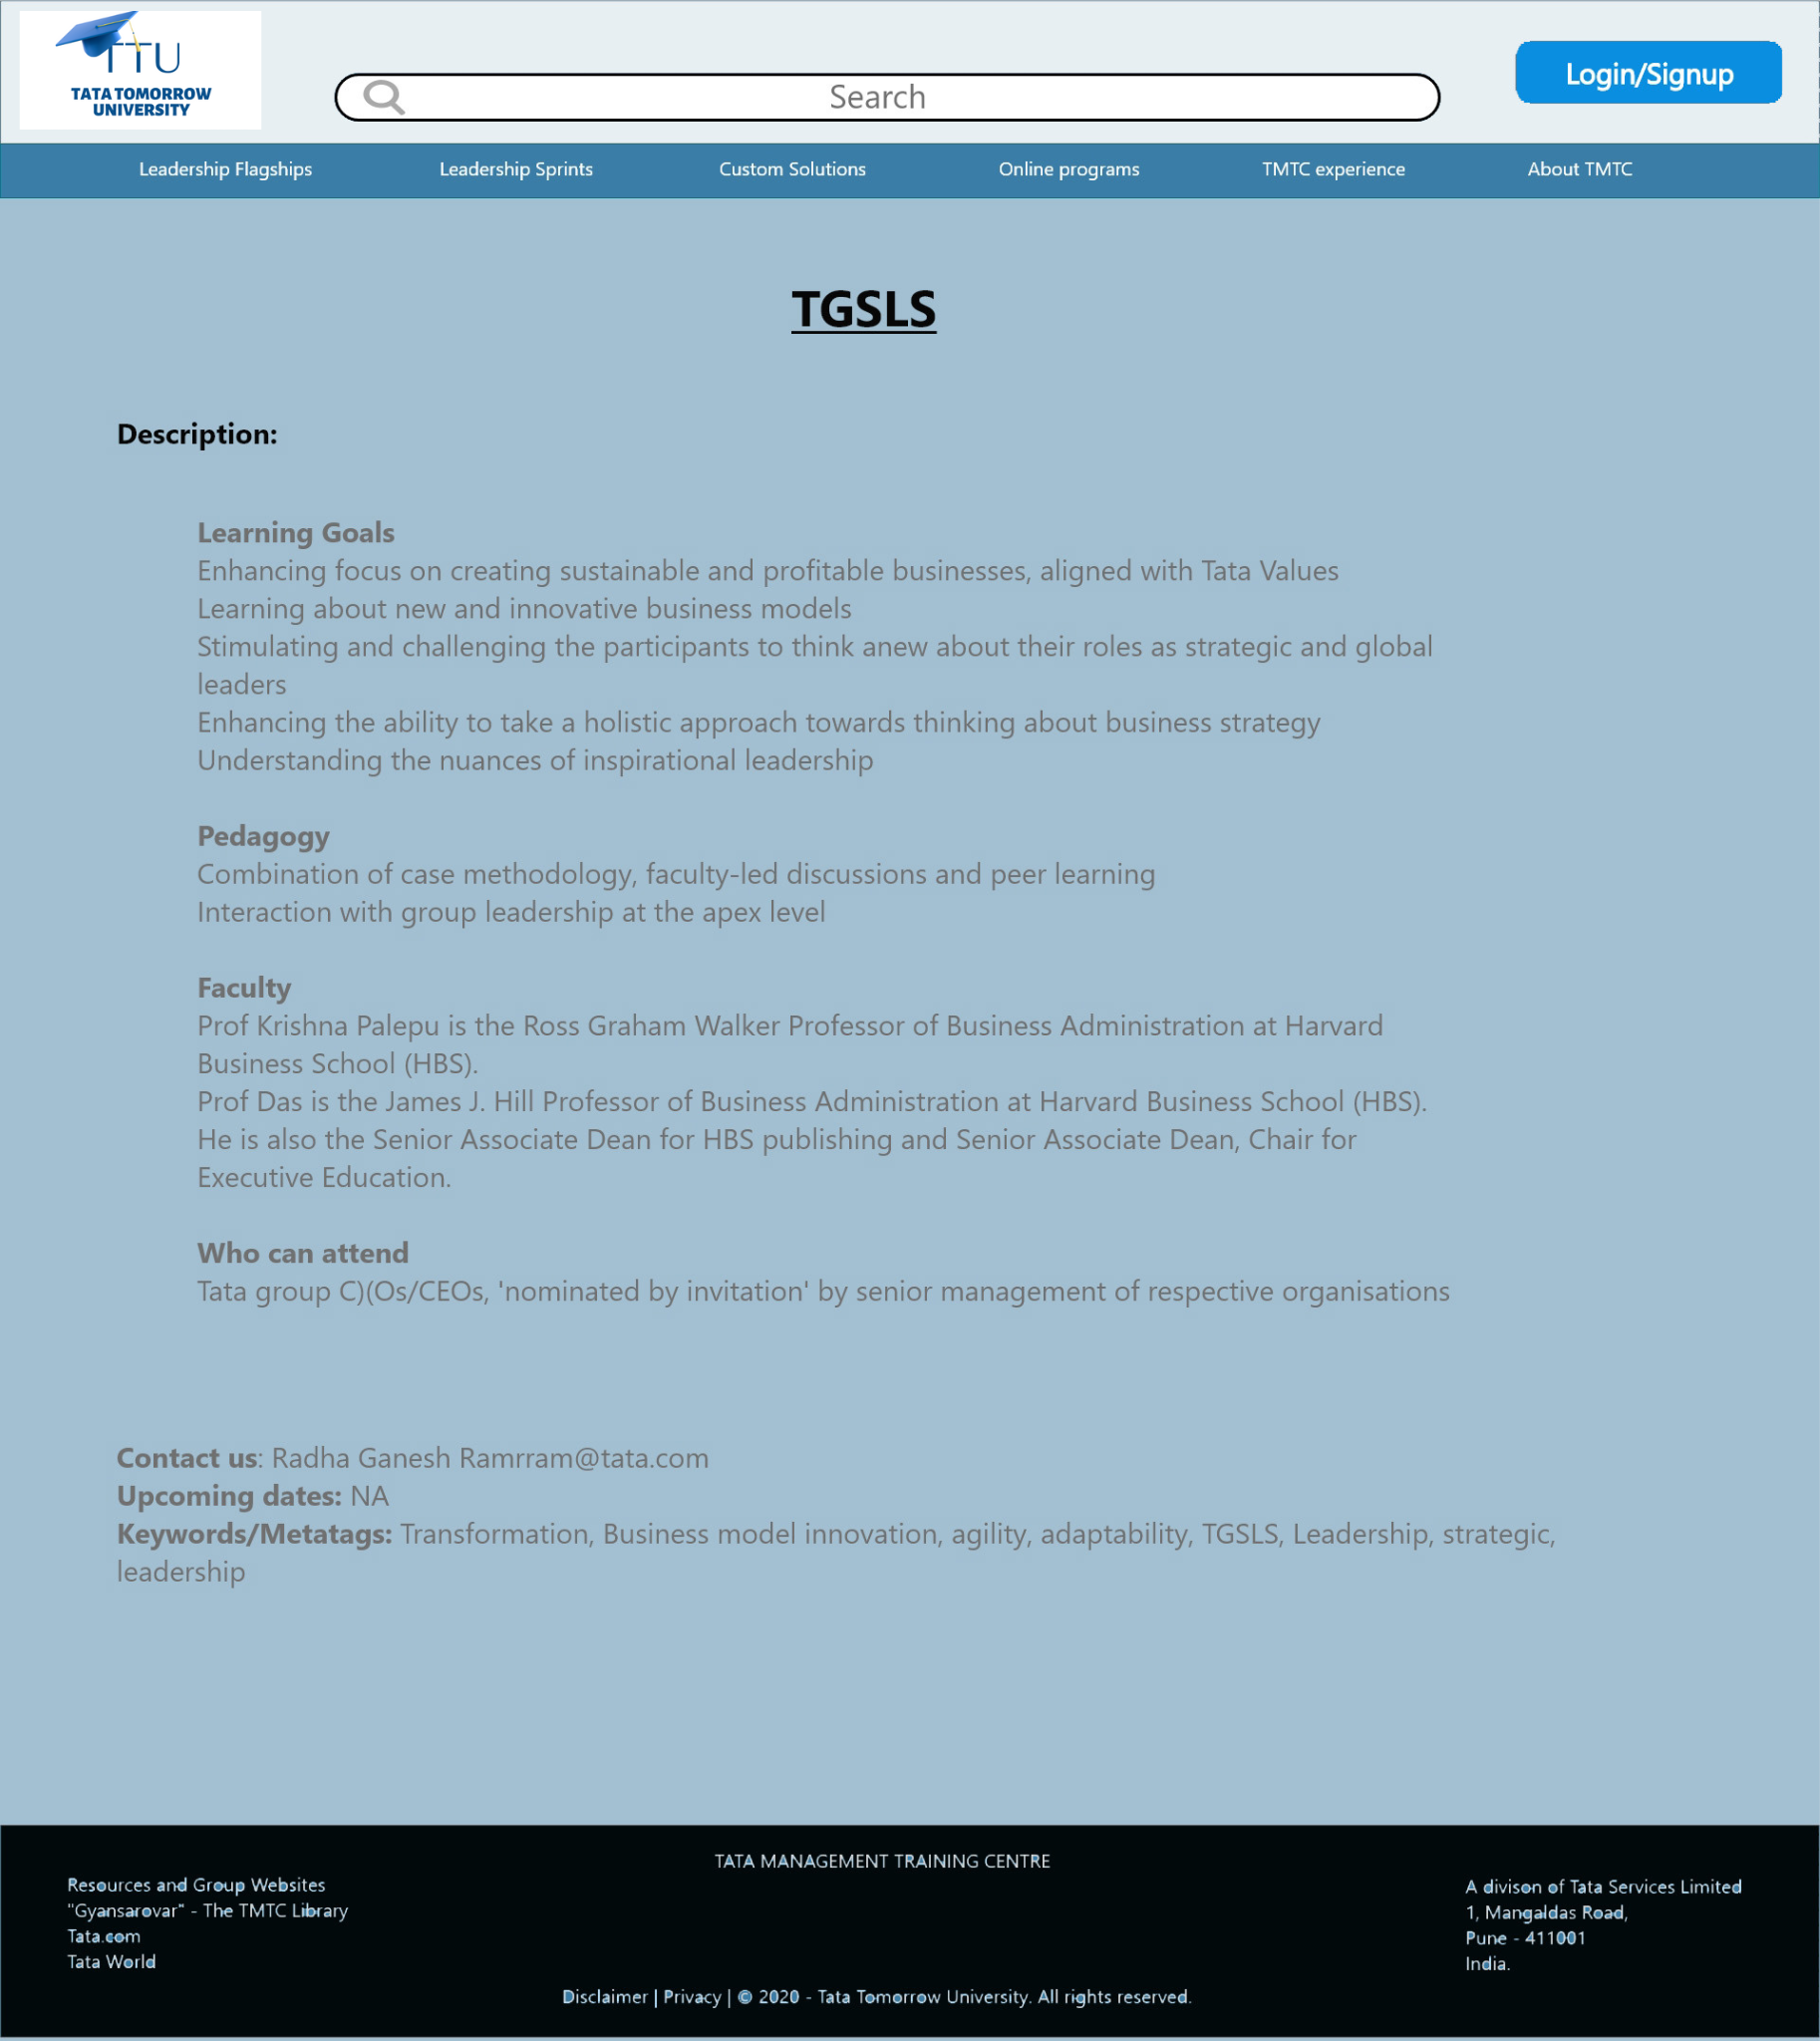 TTU
TATA TOMORROW
UNIVERSITY
Search
Login/Signup
Leadership Flagships
Leadership Sprints
Custom Solutions
Online programs
TMTC experience
About TMTC
TGSLS
Description:
Learning Goals
Enhancing focus on creating sustainable and profitable businesses, aligned with Tata Values
Learning about new and innovative business models
Stimulating and challenging the participants to think anew about their roles as strategic and global
leaders
Enhancing the ability to take a holistic approach towards thinking about business strategy
Understanding the nuances of inspirational leadership
Pedagogy
Combination of case methodology, faculty-led discussions and peer learning
Interaction with group leadership at the apex level
Faculty
Prof Krishna Palepu is the Ross Graham Walker Professor of Business Administration at Harvard
Business School (HBS).
Prof Das is the James J. Hill Professor of Business Administration at Harvard Business School (HBS).
He is also the Senior Associate Dean for HBS publishing and Senior Associate Dean, Chair for
Executive Education.
Who can attend
Tata group C)(Os/CEOs, 'nominated by invitation' by senior management of respective organisations
Contact us: Radha Ganesh Ramrram@tata.com
Upcoming dates: NA
Keywords/Metatags: Transformation, Business model innovation, agility, adaptability, TGSLS, Leadership, strategic,
leadership
TATA MANAGEMENT TRAINING CENTRE
Resources and Group Websites
"Gyansarovar" - The TMTC Library
Tata.com
Tata World
A divison of Tata Services Limited
1, Mangaldas Road,
Pune - 411001
India.
Disclaimer | Privacy | © 2020 - Tata Tomorrow University. All rights reserved.